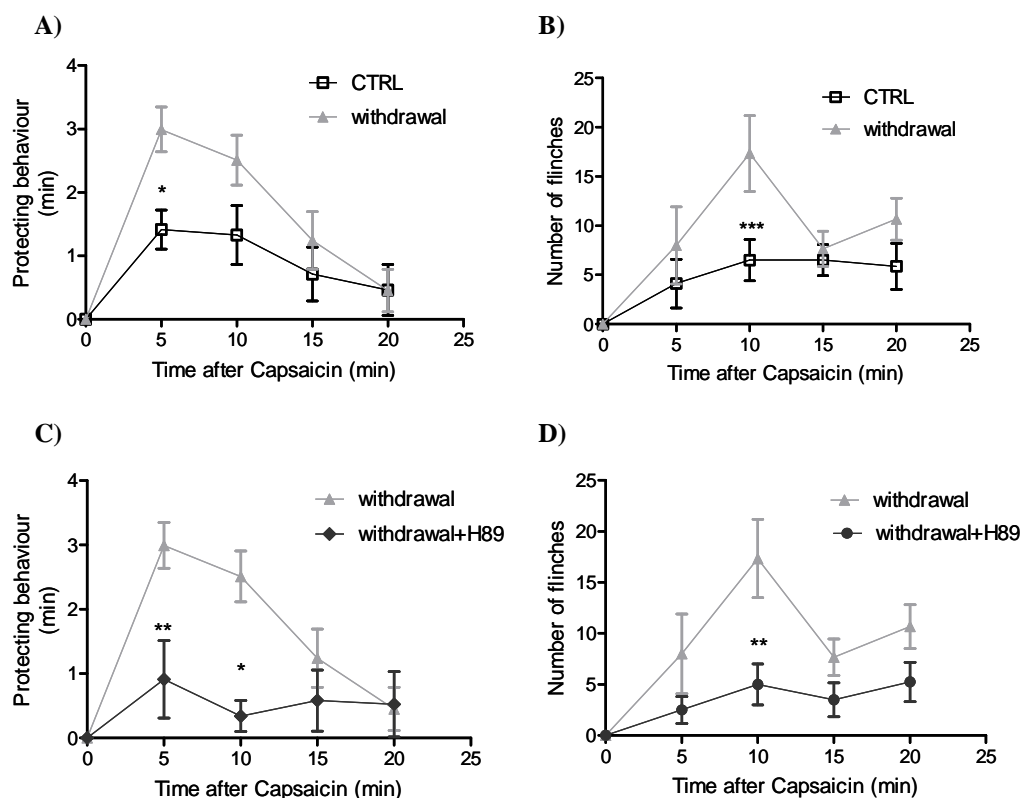 A)
4
3
2
1
0
Protecting behaviour
(min)
CTRL
withdrawal
*
0 5 10 15 20 25
Time after Capsaicin (min)
B)
25
20
15
10
5
0
Number of flinches
CTRL
withdrawal
***
0 5 10 15 20 25
Time after Capsaicin (min)
C)
4
3
2
1
0
Protecting behaviour
(min)
withdrawal
withdrawal+H89
**
*
0 5 10 15 20 25
Time after Capsaicin (min)
D)
25
20
15
10
5
0
Number of flinches
withdrawal
withdrawal+H89
**
0 5 10 15 20 25
Time after Capsaicin (min)